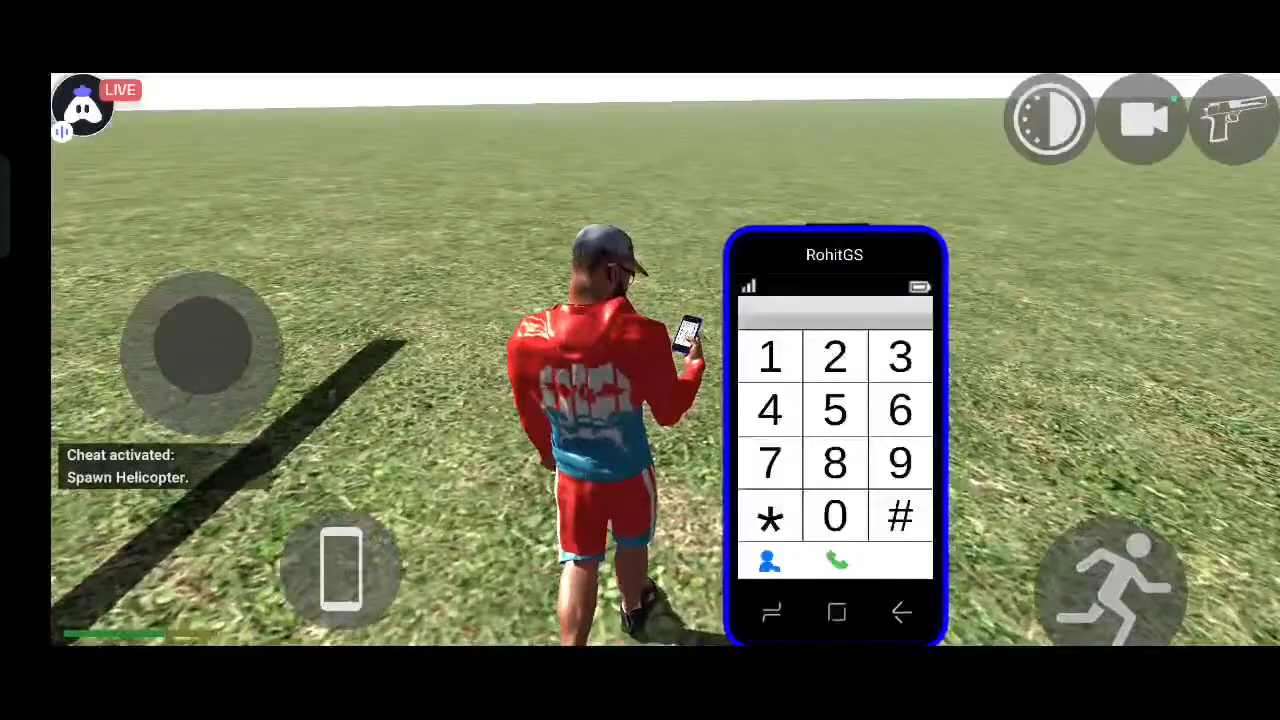 LIVE
RohitGS
1 2 3
4 5 6
7 8 9
* 0 #
Cheat activated:
Spawn Helicopter.